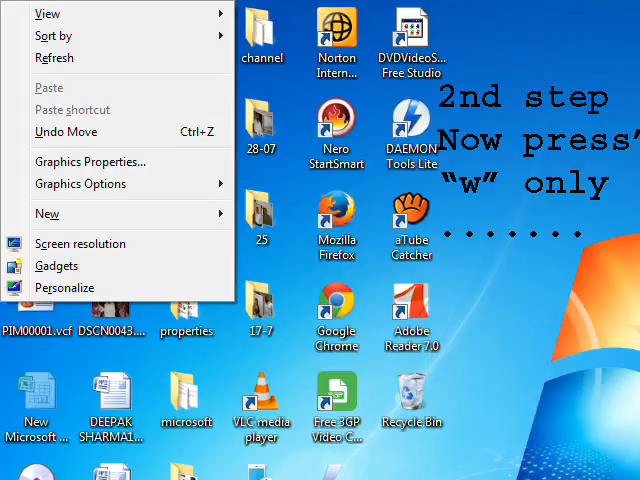 View
Sort by
Refresh
Paste
Paste shortcut
Undo Move Ctrl+Z
Graphics Properties...
Graphics Options
New
Screen resolution
Gadgets
Personalize
channel
Norton
Intern...
DVDVideoS...
Free Studio
2nd step
Now press”
“w” only
.......
28-07
Nero
StartSmart
DAEMON
Tools Lite
25
Mozilla
Firefox
aTube
Catcher
PIM00001.vcf
DSCN0043....
properties
17-7
Google
Chrome
Adobe
Reader 7.0
New
Microsoft ...
DEEPAK
SHARMA1...
microsoft
VLC media
player
Free 3GP
Video C...
Recycle Bin